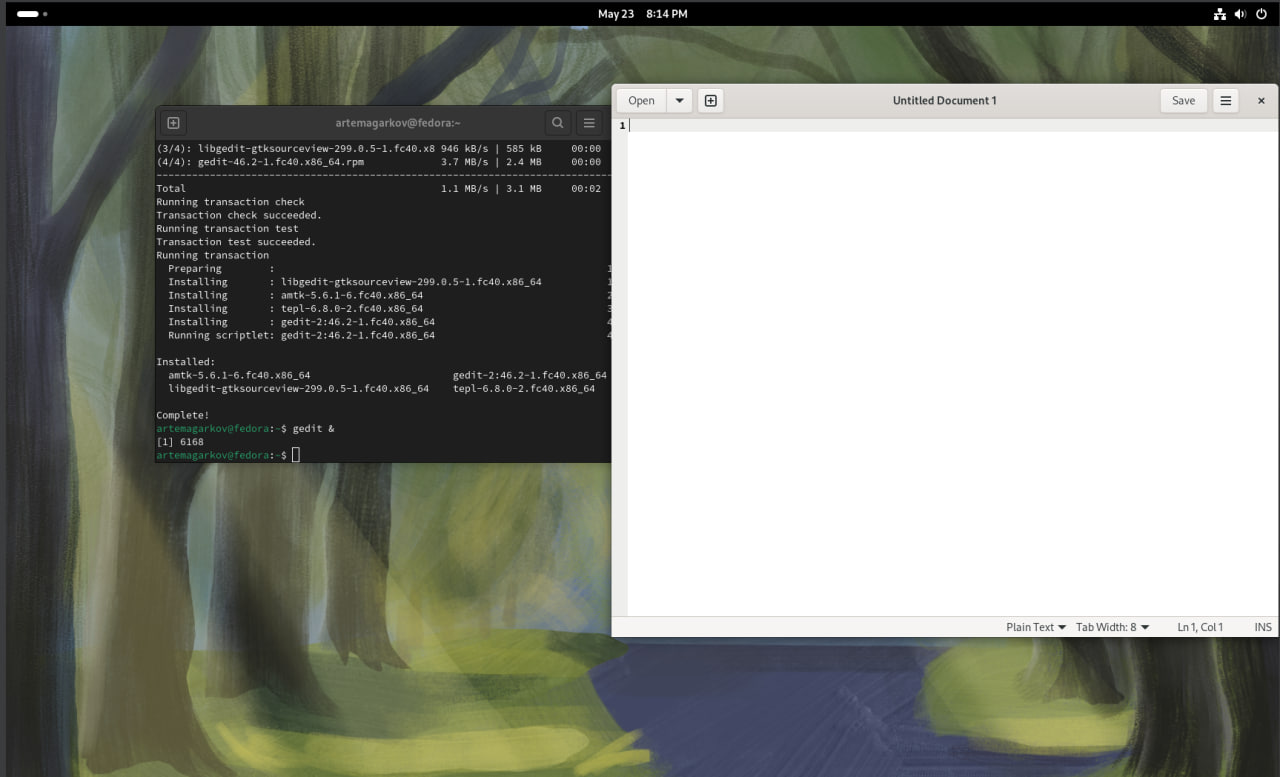 May 23 8:14 PM
artemagarkov@fedora:~
(3/4): libgedit-gtksourceview-299.0.5-1.fc40.x8 946 kB/s | 585 kB 00:00
(4/4): gedit-46.2-1.fc40.x86_64.rpm 3.7 MB/s | 2.4 MB 00:00
--------------------------------------------------------------------------------
Total 1.1 MB/s | 3.1 MB 00:02
Running transaction check
Transaction check succeeded.
Running transaction test
Transaction test succeeded.
Running transaction
Preparing : 1
Installing : libgedit-gtksourceview-299.0.5-1.fc40.x86_64 1
Installing : amtk-5.6.1-6.fc40.x86_64 2
Installing : tepl-6.8.0-2.fc40.x86_64 3
Installing : gedit-2:46.2-1.fc40.x86_64 4
Running scriptlet: gedit-2:46.2-1.fc40.x86_64 4
Installed:
amtk-5.6.1-6.fc40.x86_64 gedit-2:46.2-1.fc40.x86_64
libgedit-gtksourceview-299.0.5-1.fc40.x86_64 tepl-6.8.0-2.fc40.x86_64
Complete!
artemagarkov@fedora:~$ gedit &
[1] 6168
artemagarkov@fedora:~$
Open Untitled Document 1 Save
1
Plain Text Tab Width: 8 Ln 1, Col 1 INS